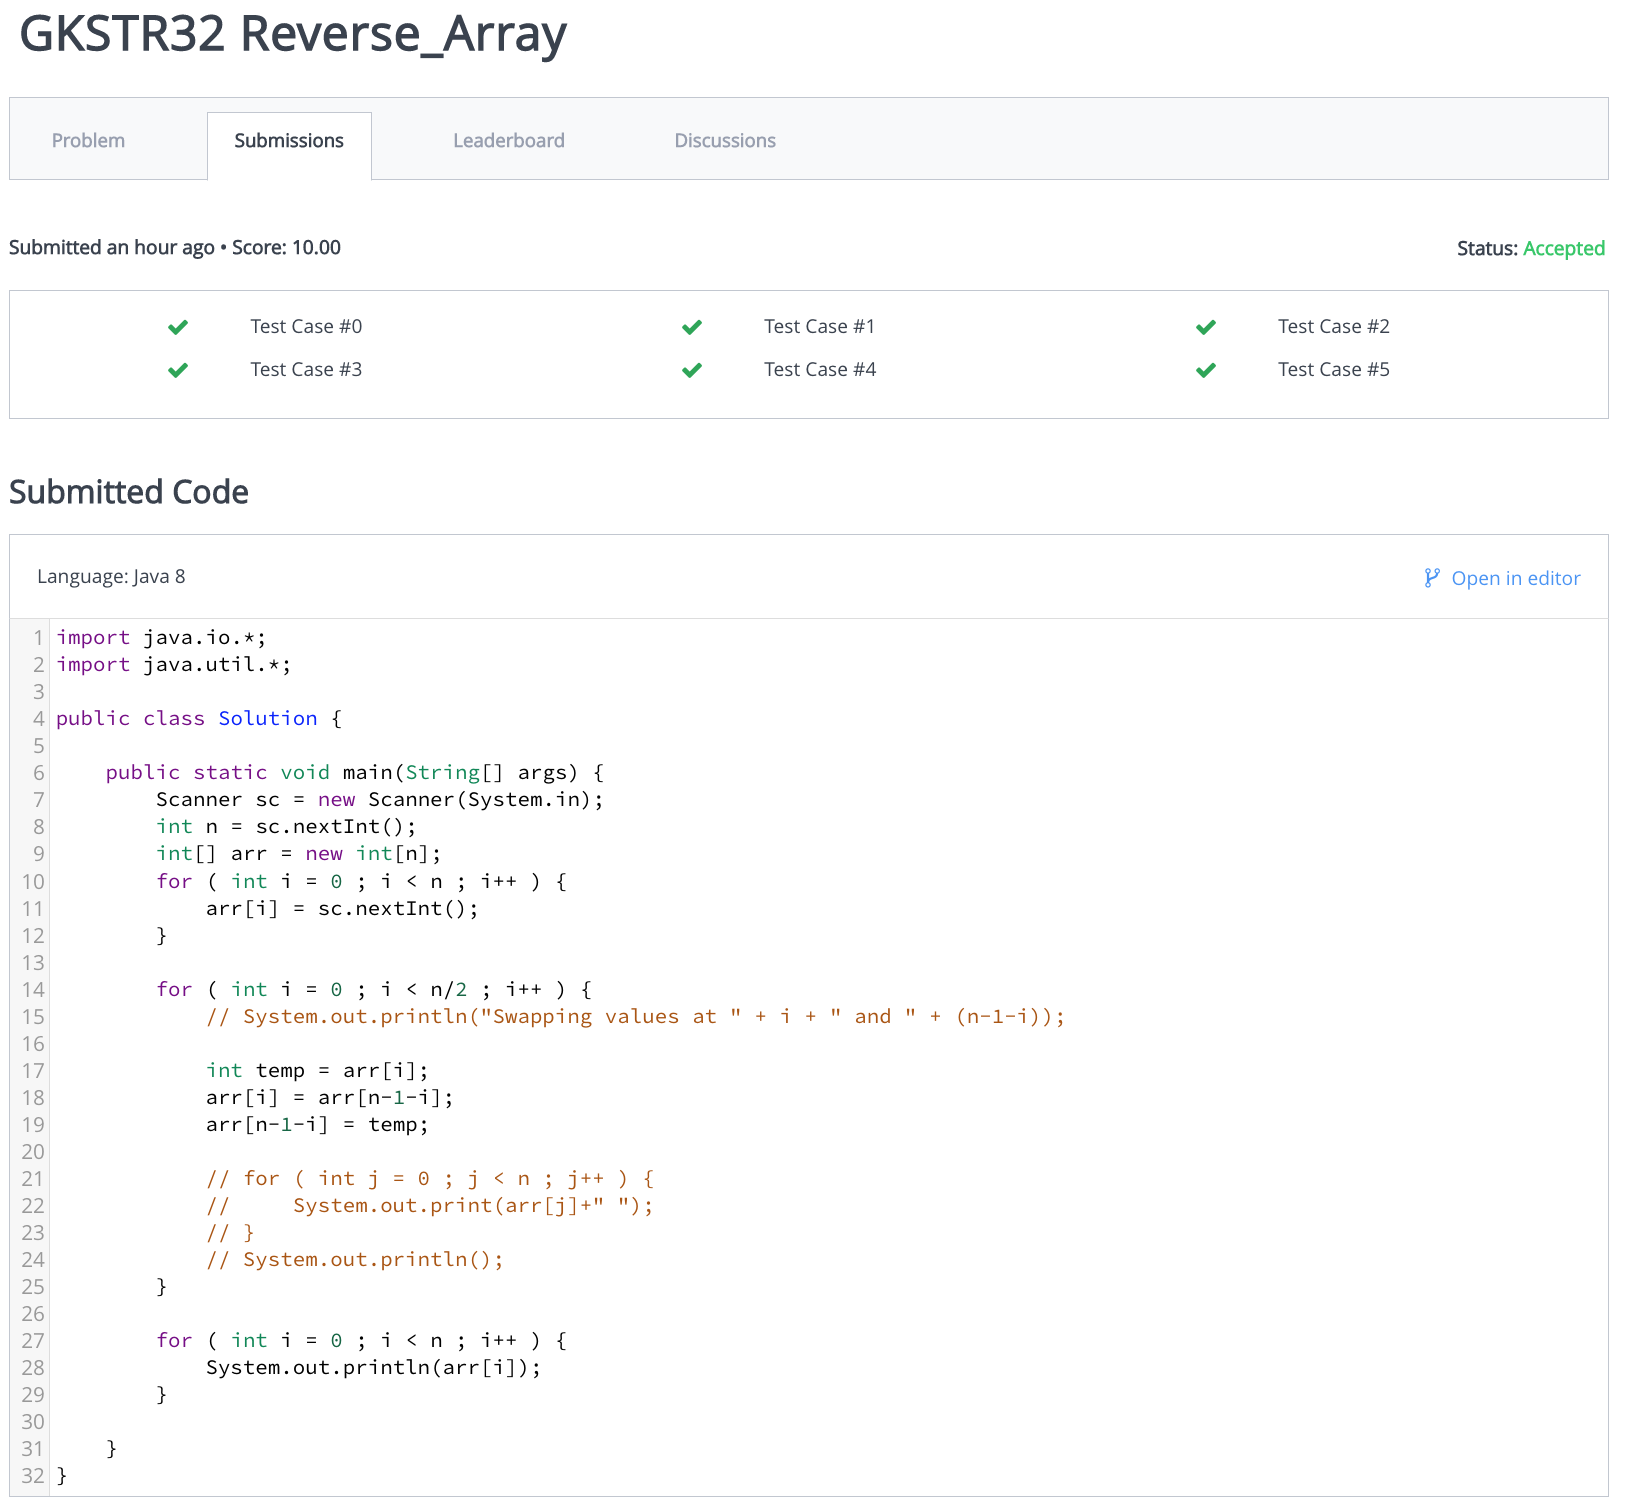 GKSTR32 Reverse_Array
Problem
Submissions
Leaderboard
Discussions
Submitted an hour ago • Score: 10.00
Status: Accepted
Test Case #0
Test Case #1
Test Case #2
Test Case #3
Test Case #4
Test Case #5
Submitted Code
Language: Java 8
Open in editor
1 import java.io.*;
2 import java.util.*;
3
4 public class Solution {
5
6     public static void main(String[] args) {
7         Scanner sc = new Scanner(System.in);
8         int n = sc.nextInt();
9         int[] arr = new int[n];
10         for ( int i = 0 ; i < n ; i++ ) {
11             arr[i] = sc.nextInt();
12         }
13
14         for ( int i = 0 ; i < n/2 ; i++ ) {
15             // System.out.println("Swapping values at " + i + " and " + (n-1-i));
16
17             int temp = arr[i];
18             arr[i] = arr[n-1-i];
19             arr[n-1-i] = temp;
20
21             // for ( int j = 0 ; j < n ; j++ ) {
22             //     System.out.print(arr[j]+" ");
23             // }
24             // System.out.println();
25         }
26
27         for ( int i = 0 ; i < n ; i++ ) {
28             System.out.println(arr[i]);
29         }
30
31     }
32 }